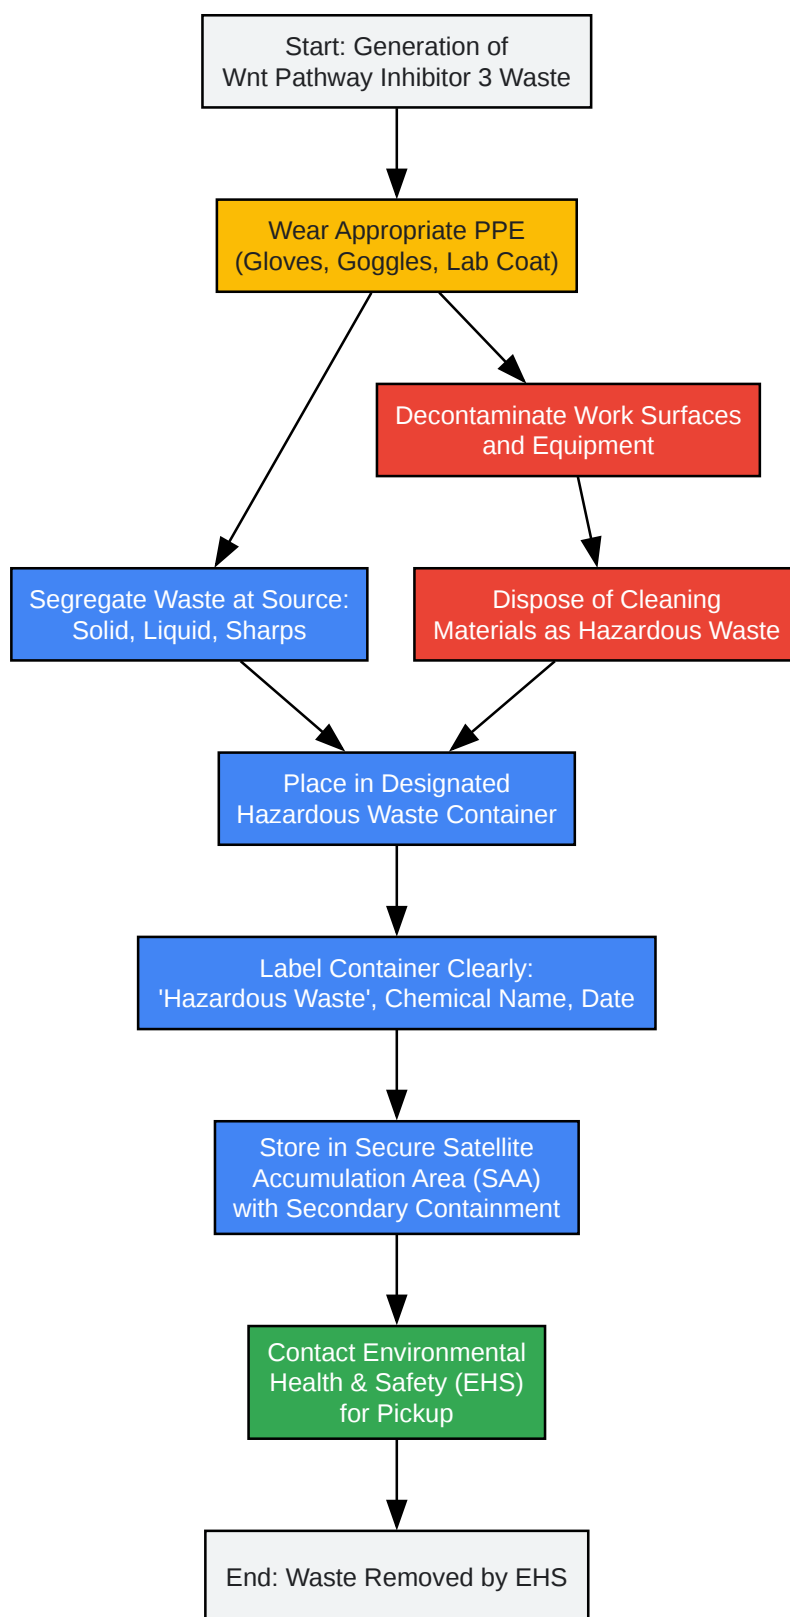 Start: Generation of
Wnt Pathway Inhibitor 3 Waste
Wear Appropriate PPE
(Gloves, Goggles, Lab Coat)
Decontaminate Work Surfaces
and Equipment
Segregate Waste at Source:
Solid, Liquid, Sharps
Dispose of Cleaning
Materials as Hazardous Waste
Place in Designated
Hazardous Waste Container
Label Container Clearly:
'Hazardous Waste', Chemical Name, Date
Store in Secure Satellite
Accumulation Area (SAA)
with Secondary Containment
Contact Environmental
Health & Safety (EHS)
for Pickup
End: Waste Removed by EHS